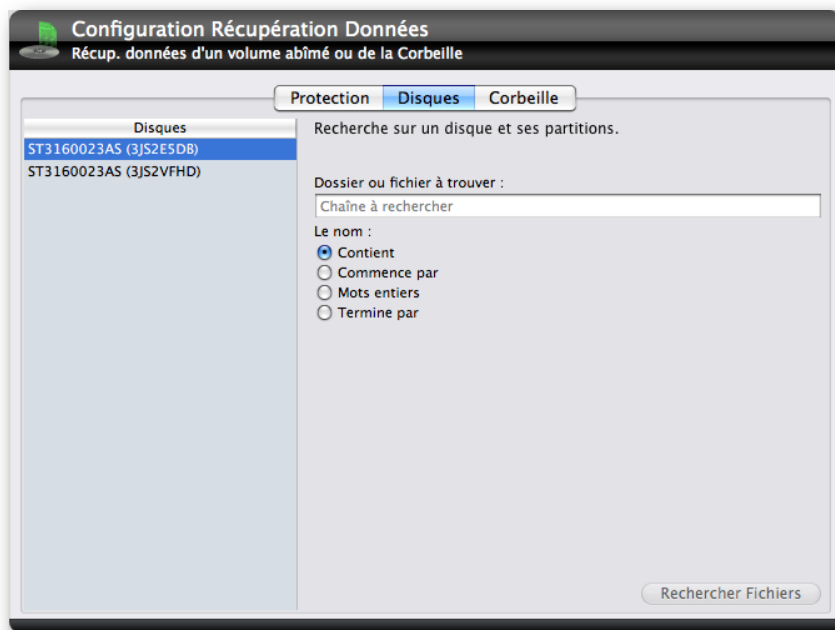 Configuration Récupération Données
Récup. données d'un volume abîmé ou de la Corbeille
Protection Disques Corbeille
Disques
ST3160023AS (3JS2E5DB)
ST3160023AS (3JS2VFHD)
Recherche sur un disque et ses partitions.
Dossier ou fichier à trouver :
Chaîne à rechercher
Le nom :
Contient
Commence par
Mots entiers
Termine par
Rechercher Fichiers